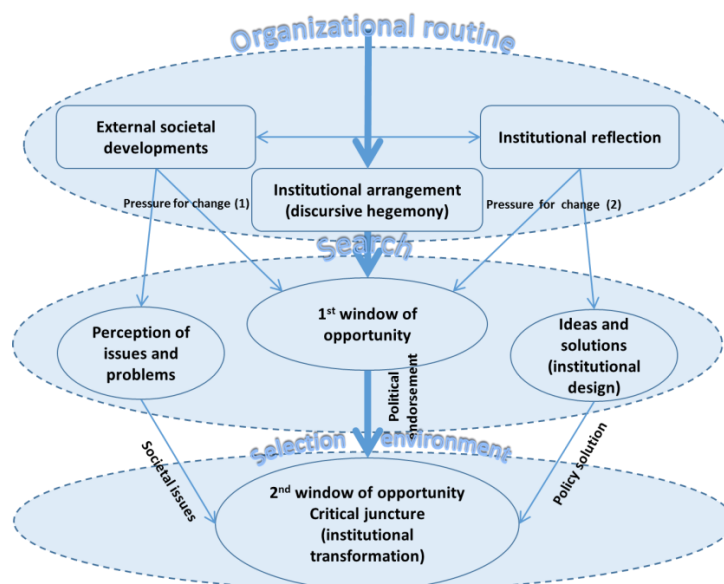 Organizational routine
External societal
developments
Institutional reflection
Institutional arrangement
(discursive hegemony)
Pressure for change (1)
Pressure for change (2)
Search
1st window of
opportunity
Perception of
issues and
problems
Ideas and
solutions
(institutional
design)
Political
endorsement
Selection environment
Societal issues
Policy solution
2nd window of opportunity
Critical juncture
(institutional
transformation)